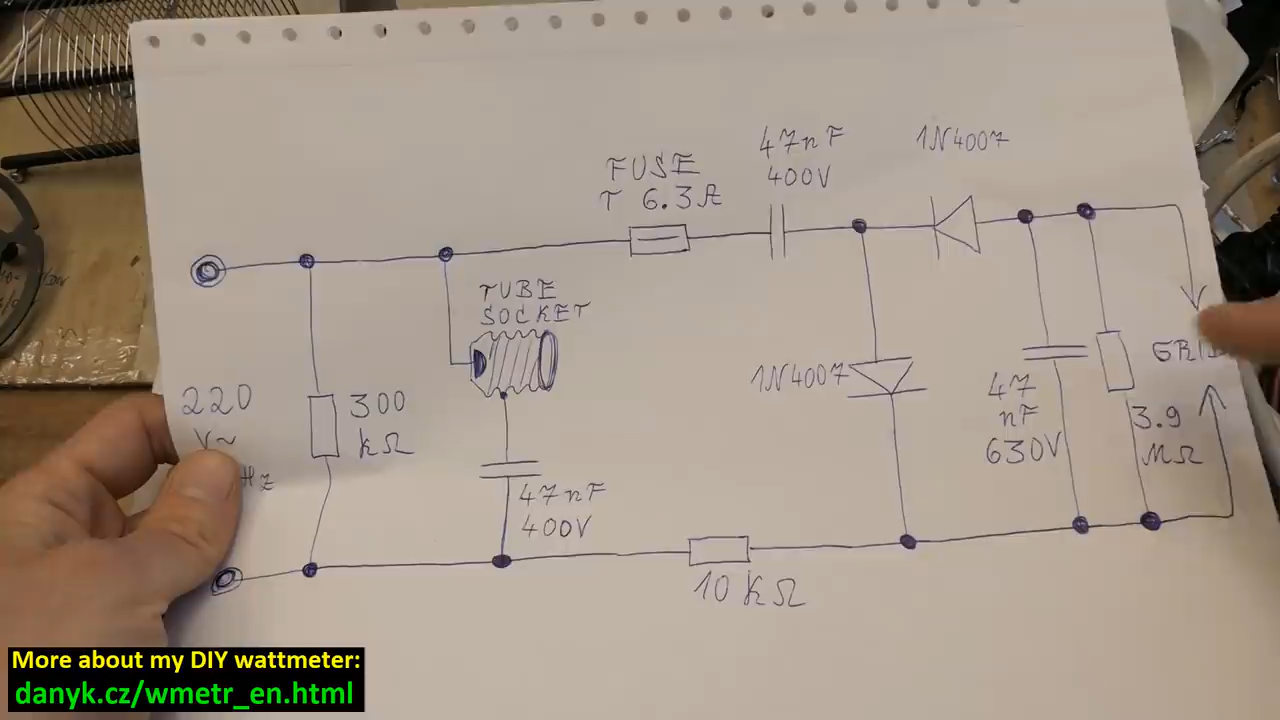 FUSE
T 6.3A
47nF
400V
1N4007
TUBE
SOCKET
220
V~
Hz
300
kΩ
1N4007
47
nF
630V
3.9
MΩ
47nF
400V
10 kΩ
More about my DIY wattmeter:
danyk.cz/wmetr_en.html